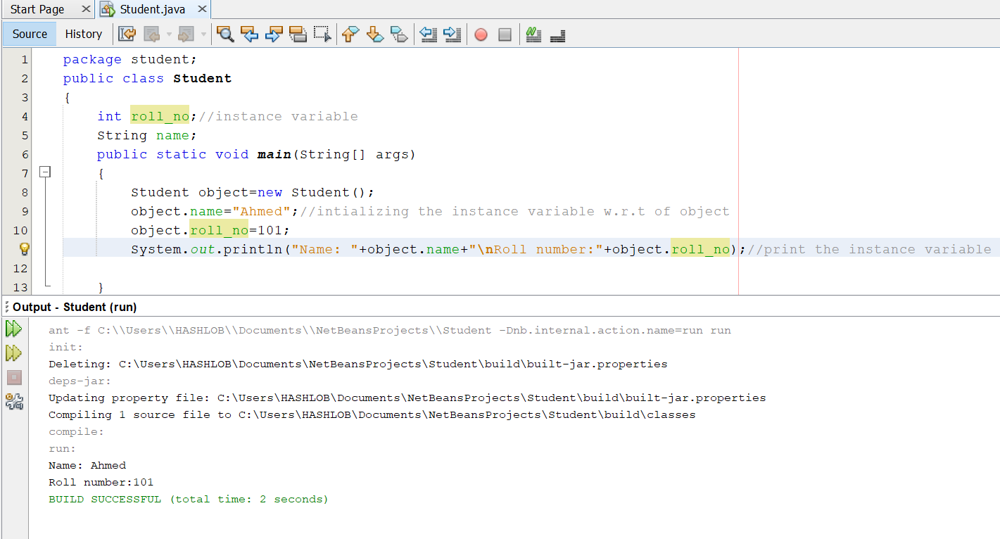 Start Page
Student.java
Source
History
1 package student;
2 public class Student
3 {
4 int roll_no;//instance variable
5 String name;
6 public static void main(String[] args)
7 {
8 Student object=new Student();
9 object.name="Ahmed";//intializing the instance variable w.r.t of object
10 object.roll_no=101;
System.out.println("Name: "+object.name+"\nRoll number:"+object.roll_no);//print the instance variable
12
13 }
Output - Student (run)
ant -f C:\\Users\\HASHLOB\\Documents\\NetBeansProjects\\Student -Dnb.internal.action.name=run run
init:
Deleting: C:\Users\HASHLOB\Documents\NetBeansProjects\Student\build\built-jar.properties
deps-jar:
Updating property file: C:\Users\HASHLOB\Documents\NetBeansProjects\Student\build\built-jar.properties
Compiling 1 source file to C:\Users\HASHLOB\Documents\NetBeansProjects\Student\build\classes
compile:
run:
Name: Ahmed
Roll number:101
BUILD SUCCESSFUL (total time: 2 seconds)